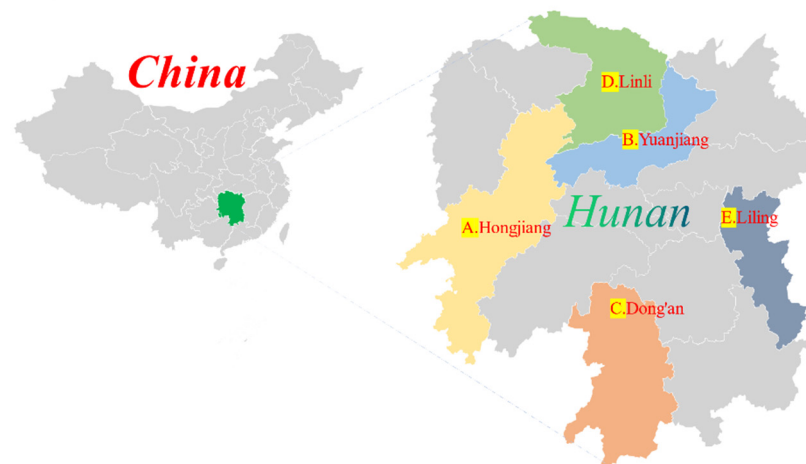 China
D.Linli
B.Yuanjiang
Hunan
E.Liling
A.Hongjiang
C.Dong'an